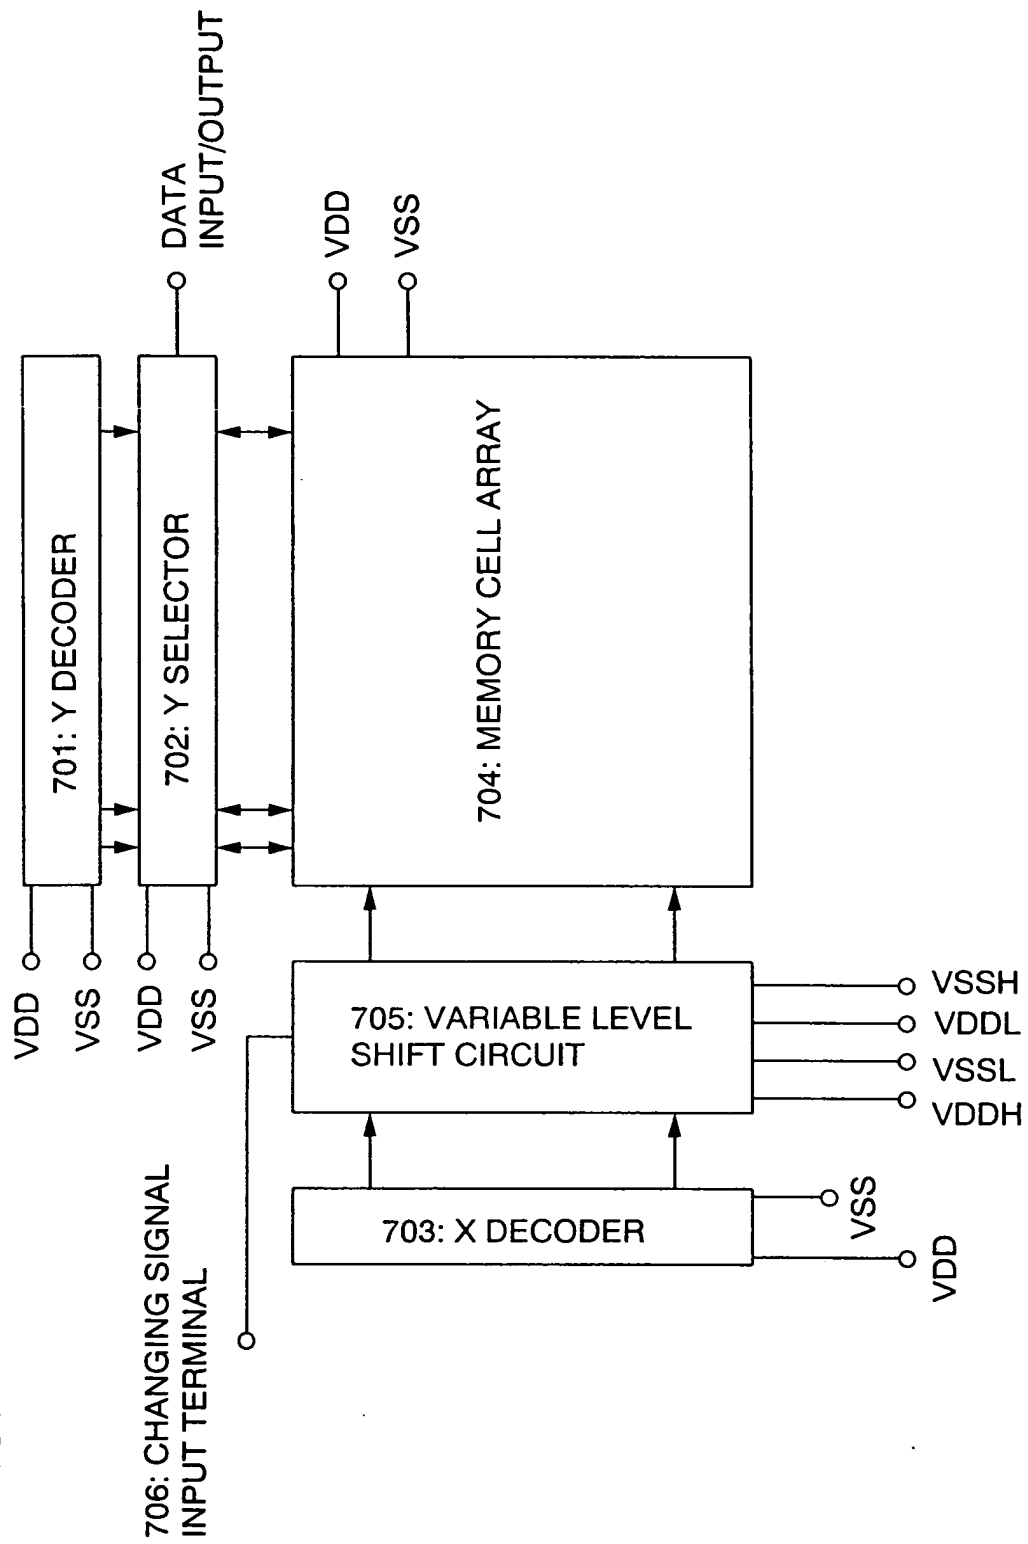 VDD
VSS
VDD
VSS
701: Y DECODER
702: Y SELECTOR
DATA
INPUT/OUTPUT
VDD
VSS
704: MEMORY CELL ARRAY
705: VARIABLE LEVEL
SHIFT CIRCUIT
VSSH
VDDL
VSSL
VDDH
703: X DECODER
VSS
VDD
706: CHANGING SIGNAL
INPUT TERMINAL